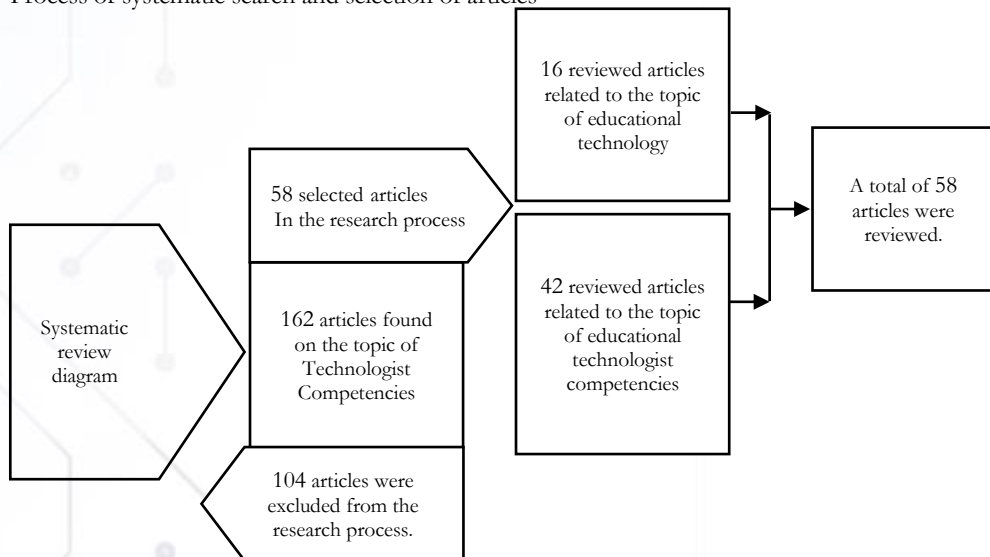 Process of systematic search and selection of articles
Systematic
review
diagram
58 selected articles
In the research process
162 articles found
on the topic of
Technologist
Competencies
104 articles were
excluded from the
research process.
16 reviewed articles
related to the topic
of educational
technology
42 reviewed articles
related to the topic
of educational
technologist
competencies
A total of 58
articles were
reviewed.